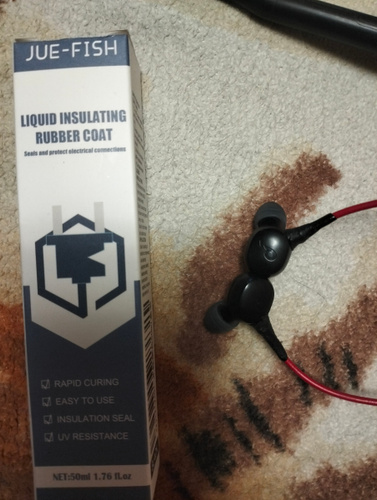 JUE-FISH
LIQUID INSULATING
RUBBER COAT
Seals and protect electrical connections
RAPID CURING
EASY TO USE
INSULATION SEAL
UV RESISTANCE
NET:50ml 1.76 fl.oz